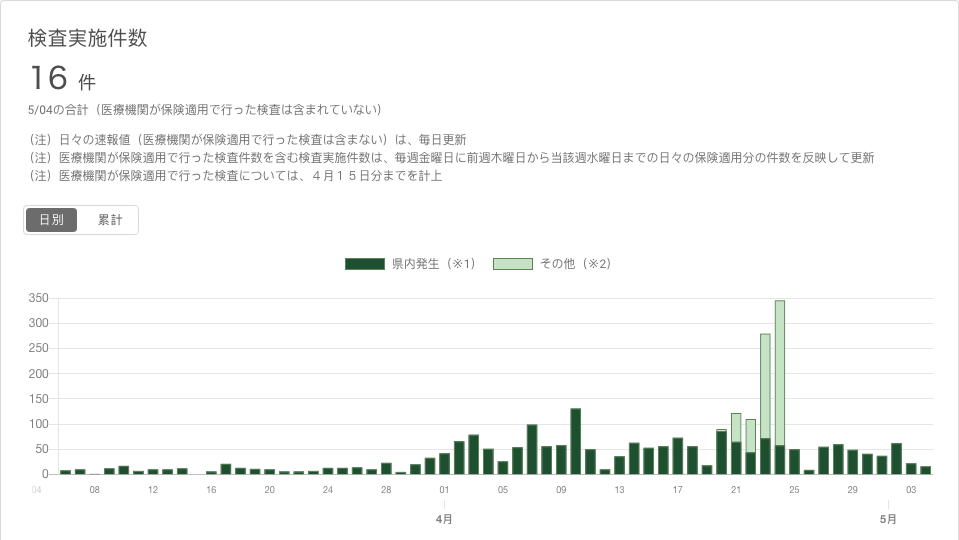 検査実施件数
16 件
5/04の合計（医療機関が保険適用で行った検査は含まれていない）
（注）日々の速報値（医療機関が保険適用で行った検査は含まない）は、毎日更新
（注）医療機関が保険適用で行った検査件数を含む検査実施件数は、毎週金曜日に前週木曜日から当該週水曜日までの日々の保険適用分の件数を反映して更新
（注）医療機関が保険適用で行った検査については、４月１５日分までを計上
日別 累計
県内発生（※1） その他（※2）
350
300
250
200
150
100
50
0
04 08 12 16 20 24 28 01 05 09 13 17 21 25 29 03
4月 5月